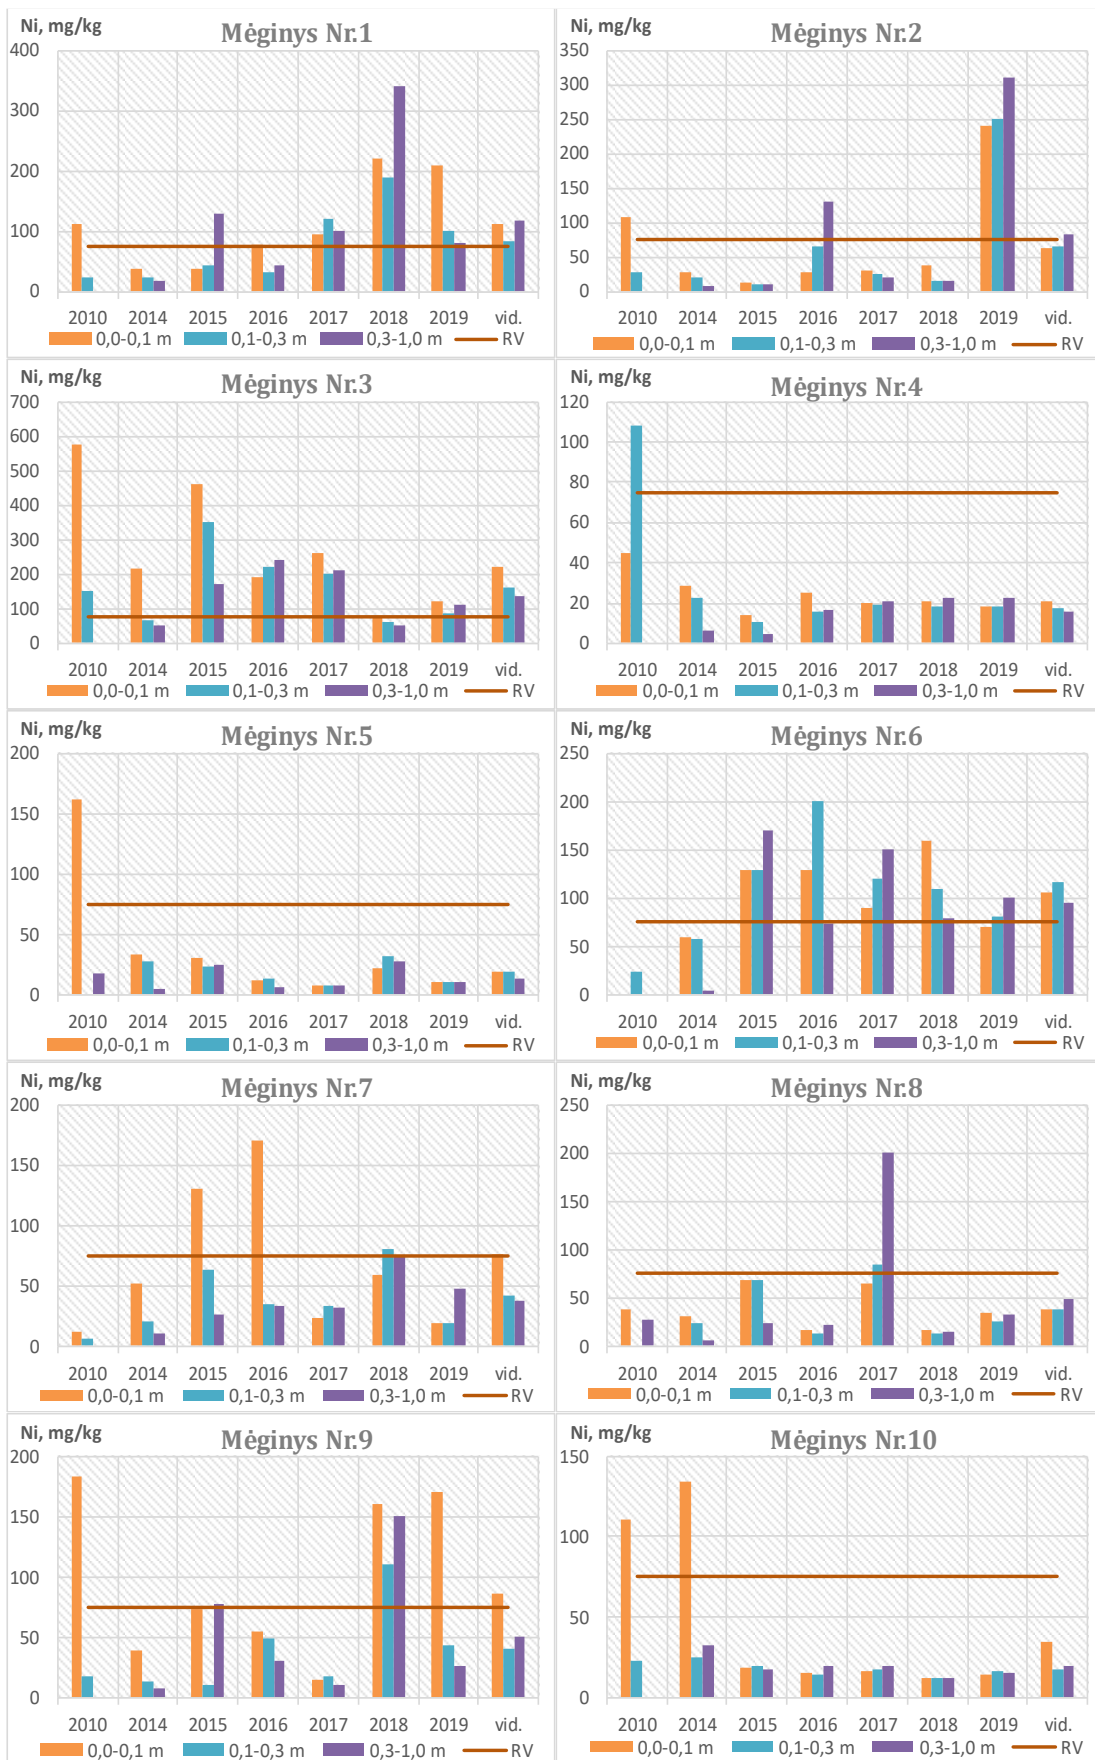 Ni, mg/kg
Mėginys Nr.1
400
300
200
100
0
2010 2014 2015 2016 2017 2018 2019 vid.
0,0-0,1 m 0,1-0,3 m 0,3-1,0 m RV
Ni, mg/kg
Mėginys Nr.2
350
300
250
200
150
100
50
0
2010 2014 2015 2016 2017 2018 2019 vid.
0,0-0,1 m 0,1-0,3 m 0,3-1,0 m RV
Ni, mg/kg
Mėginys Nr.3
700
600
500
400
300
200
100
0
2010 2014 2015 2016 2017 2018 2019 vid.
0,0-0,1 m 0,1-0,3 m 0,3-1,0 m RV
Ni, mg/kg
Mėginys Nr.4
120
100
80
60
40
20
0
2010 2014 2015 2016 2017 2018 2019 vid.
0,0-0,1 m 0,1-0,3 m 0,3-1,0 m RV
Ni, mg/kg
Mėginys Nr.5
200
150
100
50
0
2010 2014 2015 2016 2017 2018 2019 vid.
0,0-0,1 m 0,1-0,3 m 0,3-1,0 m RV
Ni, mg/kg
Mėginys Nr.6
250
200
150
100
50
0
2010 2014 2015 2016 2017 2018 2019 vid.
0,0-0,1 m 0,1-0,3 m 0,3-1,0 m RV
Ni, mg/kg
Mėginys Nr.7
200
150
100
50
0
2010 2014 2015 2016 2017 2018 2019 vid.
0,0-0,1 m 0,1-0,3 m 0,3-1,0 m RV
Ni, mg/kg
Mėginys Nr.8
250
200
150
100
50
0
2010 2014 2015 2016 2017 2018 2019 vid.
0,0-0,1 m 0,1-0,3 m 0,3-1,0 m RV
Ni, mg/kg
Mėginys Nr.9
200
150
100
50
0
2010 2014 2015 2016 2017 2018 2019 vid.
0,0-0,1 m 0,1-0,3 m 0,3-1,0 m RV
Ni, mg/kg
Mėginys Nr.10
150
100
50
0
2010 2014 2015 2016 2017 2018 2019 vid.
0,0-0,1 m 0,1-0,3 m 0,3-1,0 m RV